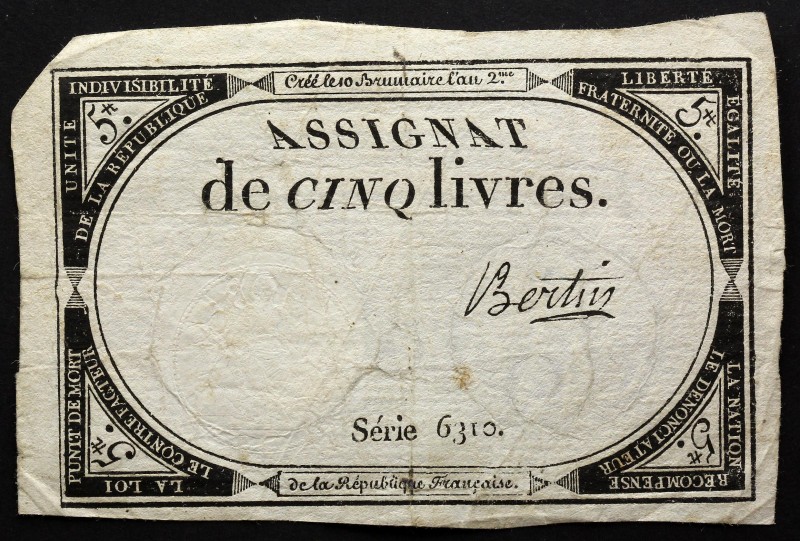 Créé le 10 Brumaire l'an 2.me
UNITÉ INDIVISIBILITÉ
DE LA RÉPUBLIQUE
5₶.
LIBERTÉ EGALITÉ
FRATERNITÉ OU LA MORT
5₶.
ASSIGNAT
de CINQ livres.
Bertin
Série 6310.
LA LOI PUNIT DE MORT
LE CONTREFACTEUR
5₶.
LA NATION RÉCOMPENSE
LE DENONCIATEUR
5₶.
de la République Française.